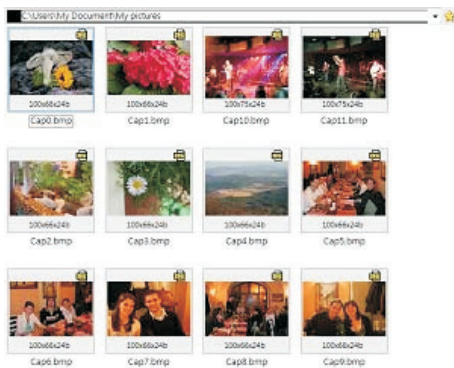 C:\Users\My Document\My pictures
100x66x24b 100x66x24b 100x75x24b 100x75x24b
Cap0.bmp Cap1.bmp Cap10.bmp Cap11.bmp
100x66x24b 100x66x24b 100x66x24b 100x66x24b
Cap2.bmp Cap3.bmp Cap4.bmp Cap5.bmp
100x66x24b 100x66x24b 100x66x24b 100x66x24b
Cap6.bmp Cap7.bmp Cap8.bmp Cap9.bmp